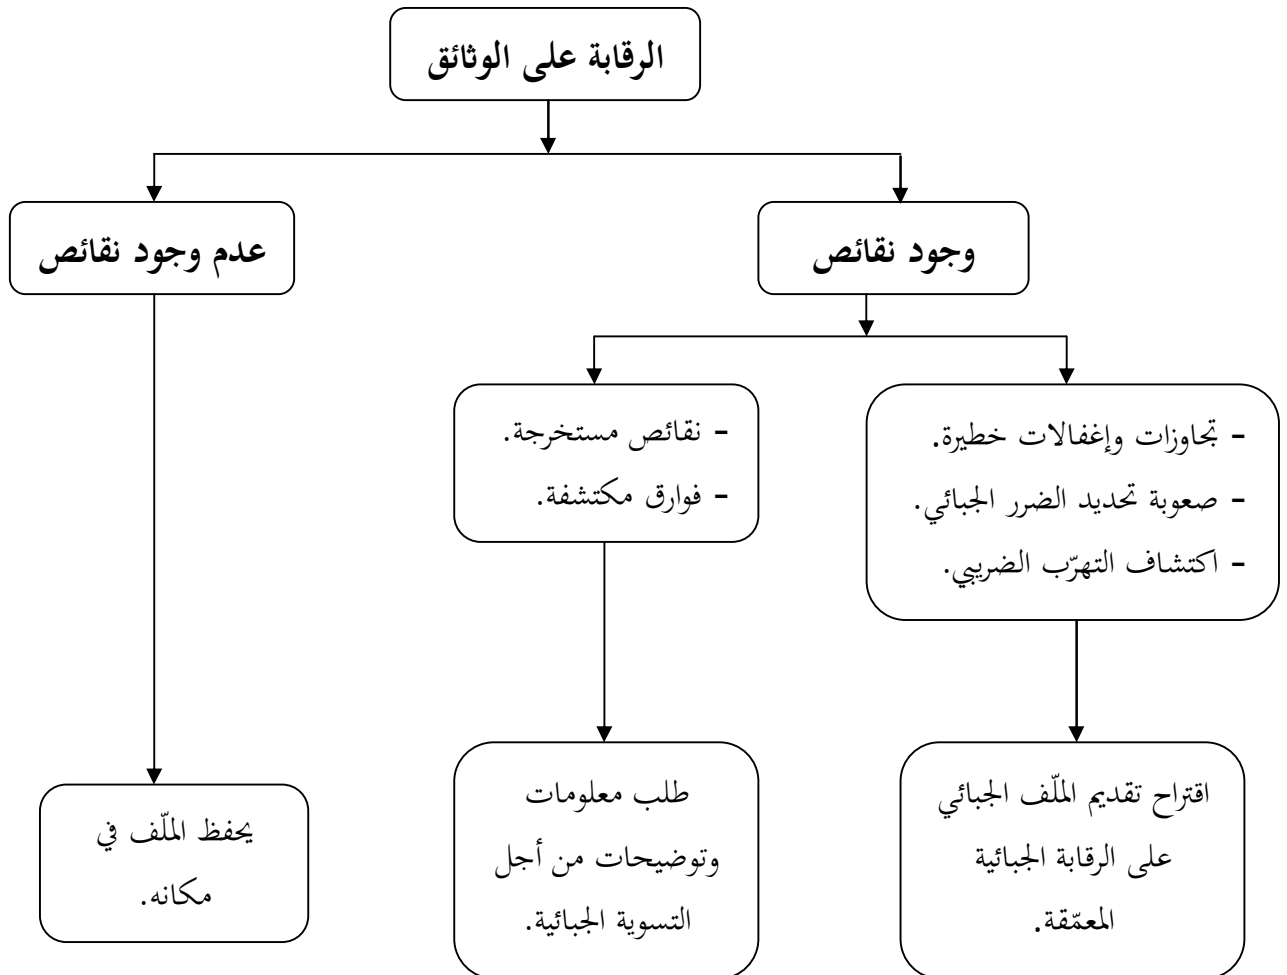 الرقابة على الوثائق
وجود نقائص
عدم وجود نقائص
- تجاوزات وإغفالات خطيرة.
- صعوبة تحديد الضرر الجبائي.
- اكتشاف التهرّب الضريبي.
- نقائص مستخرجة.
- فوارق مكتشفة.
اقتراح تقديم الملّف الجبائي
على الرقابة الجبائية
المعمّقة.
طلب معلومات
وتوضيحات من أجل
التسوية الجبائية.
يحفظ الملّف في
مكانه.